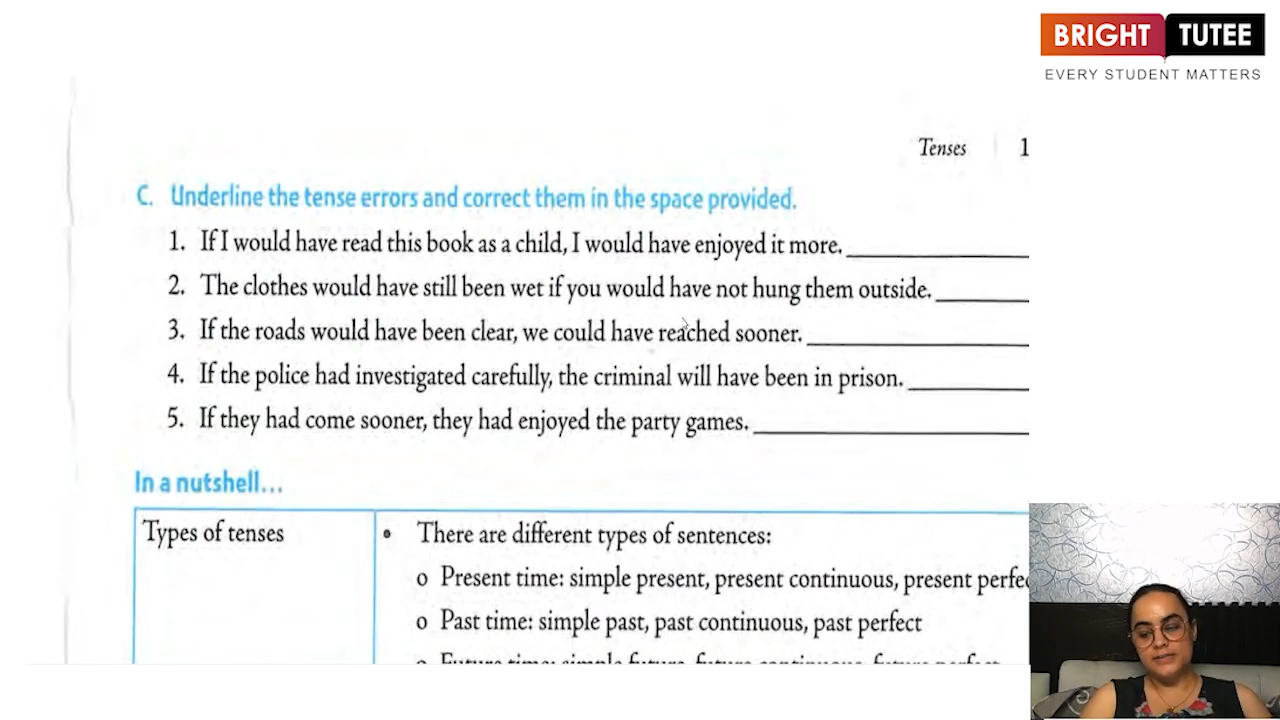 BRIGHT TUTEE
EVERY STUDENT MATTERS
Tenses 1
C. Underline the tense errors and correct them in the space provided.
1. If I would have read this book as a child, I would have enjoyed it more.
2. The clothes would have still been wet if you would have not hung them outside.
3. If the roads would have been clear, we could have reached sooner.
4. If the police had investigated carefully, the criminal will have been in prison.
5. If they had come sooner, they had enjoyed the party games.
In a nutshell...
Types of tenses
• There are different types of sentences:
o Present time: simple present, present continuous, present
o Past time: simple past, past continuous, past perfect